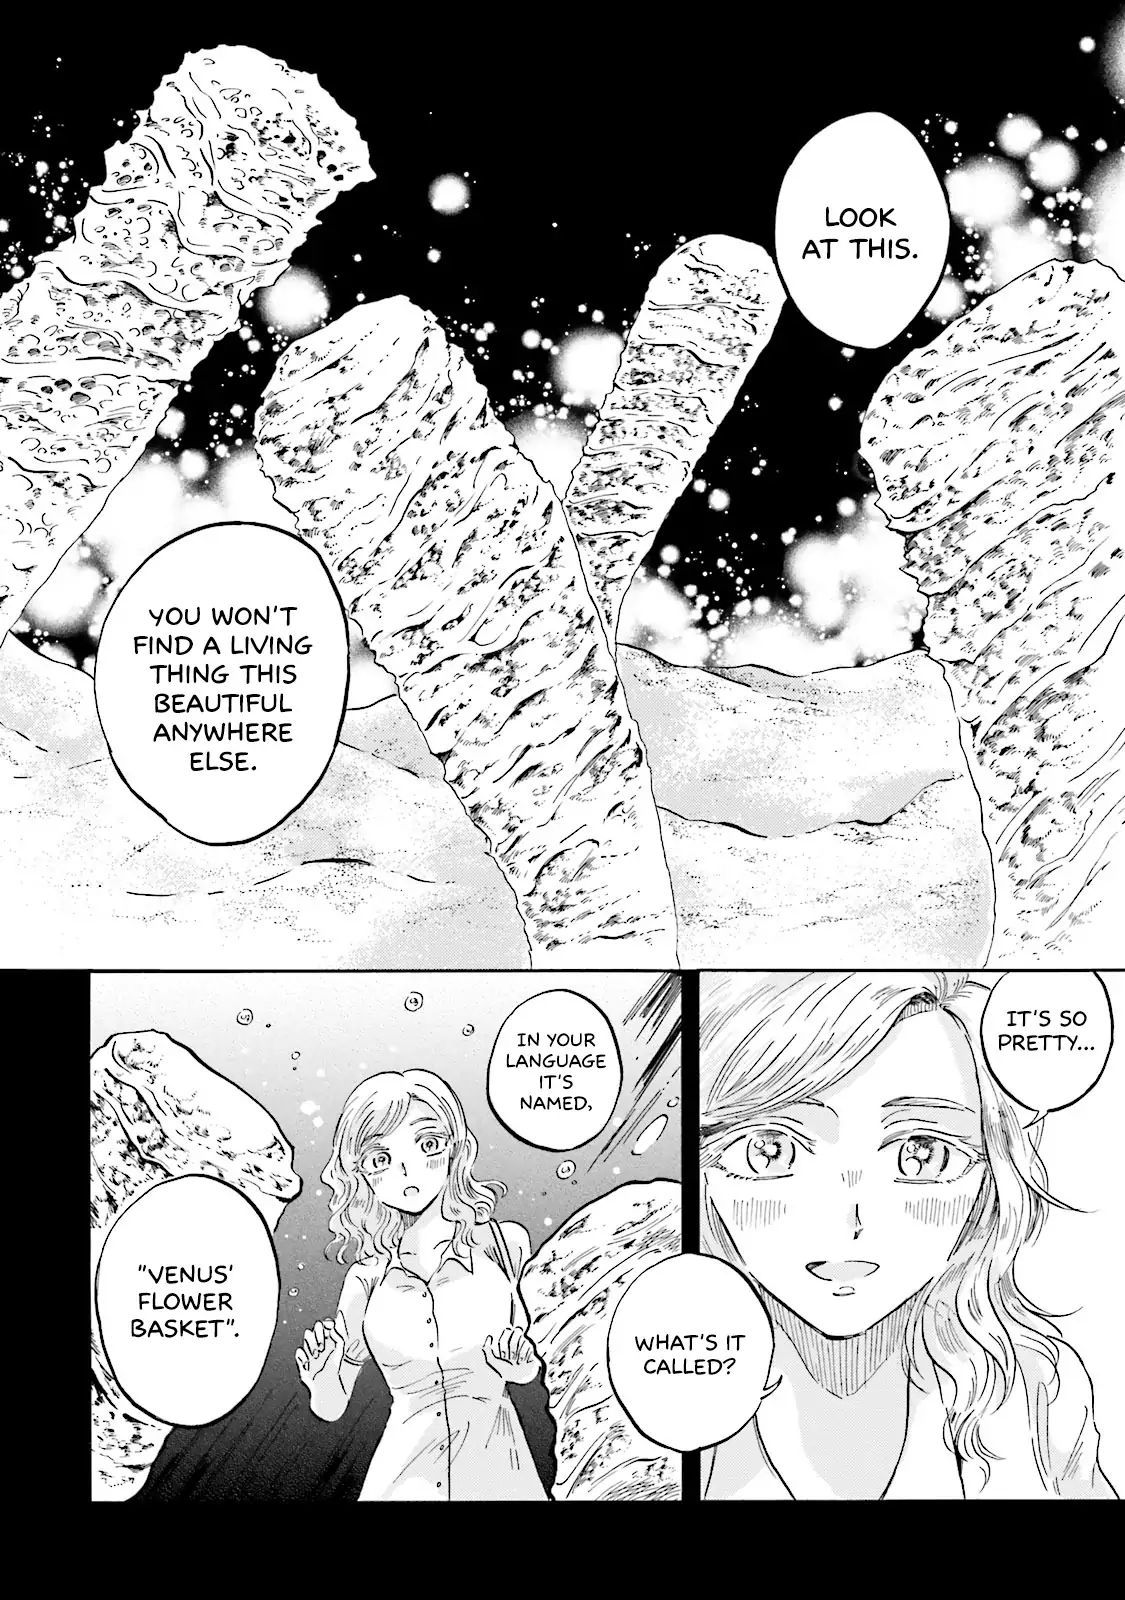 LOOK
AT THIS.
YOU WON'T
FIND A LIVING
THING THIS
BEAUTIFUL
ANYWHERE
ELSE.
IT'S SO
PRETTY...
WHAT'S IT
CALLED?
IN YOUR
LANGUAGE
IT'S
NAMED,
"VENUS'
FLOWER
BASKET".